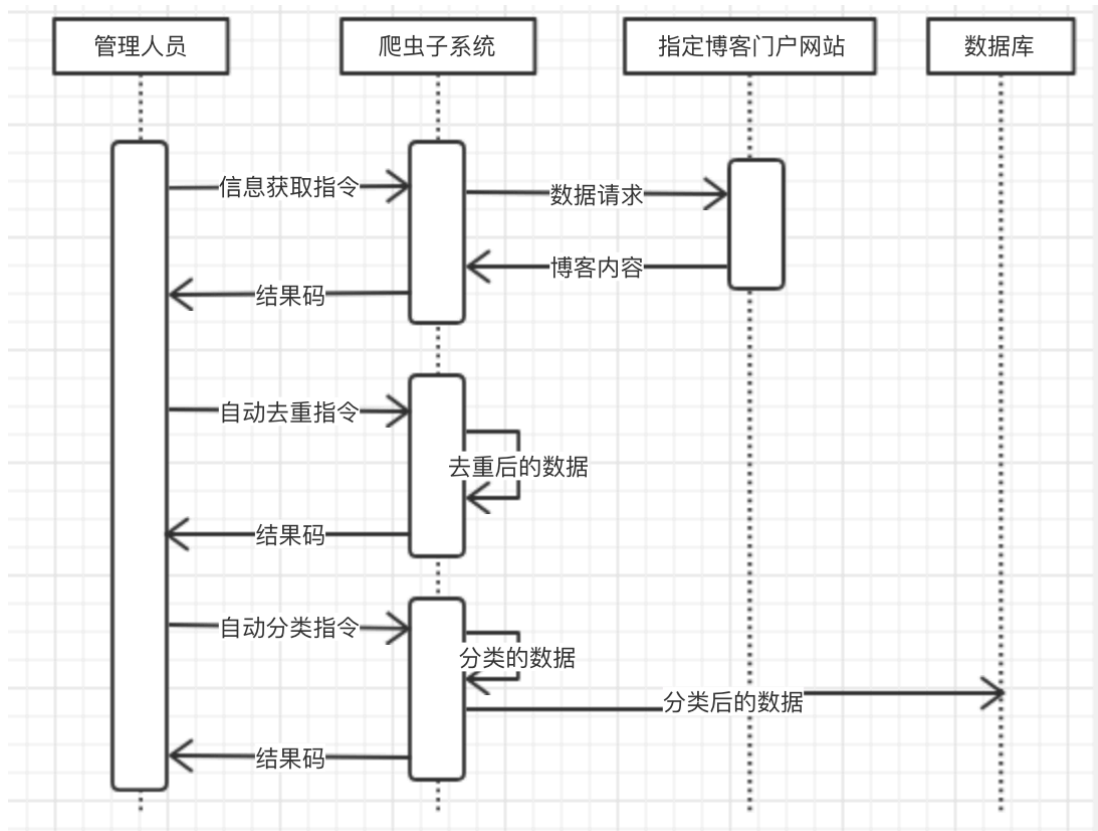 管理人员
爬虫子系统
指定博客门户网站
数据库
信息获取指令
数据请求
博客内容
结果码
自动去重指令
去重后的数据
结果码
自动分类指令
分类的数据
分类后的数据
结果码